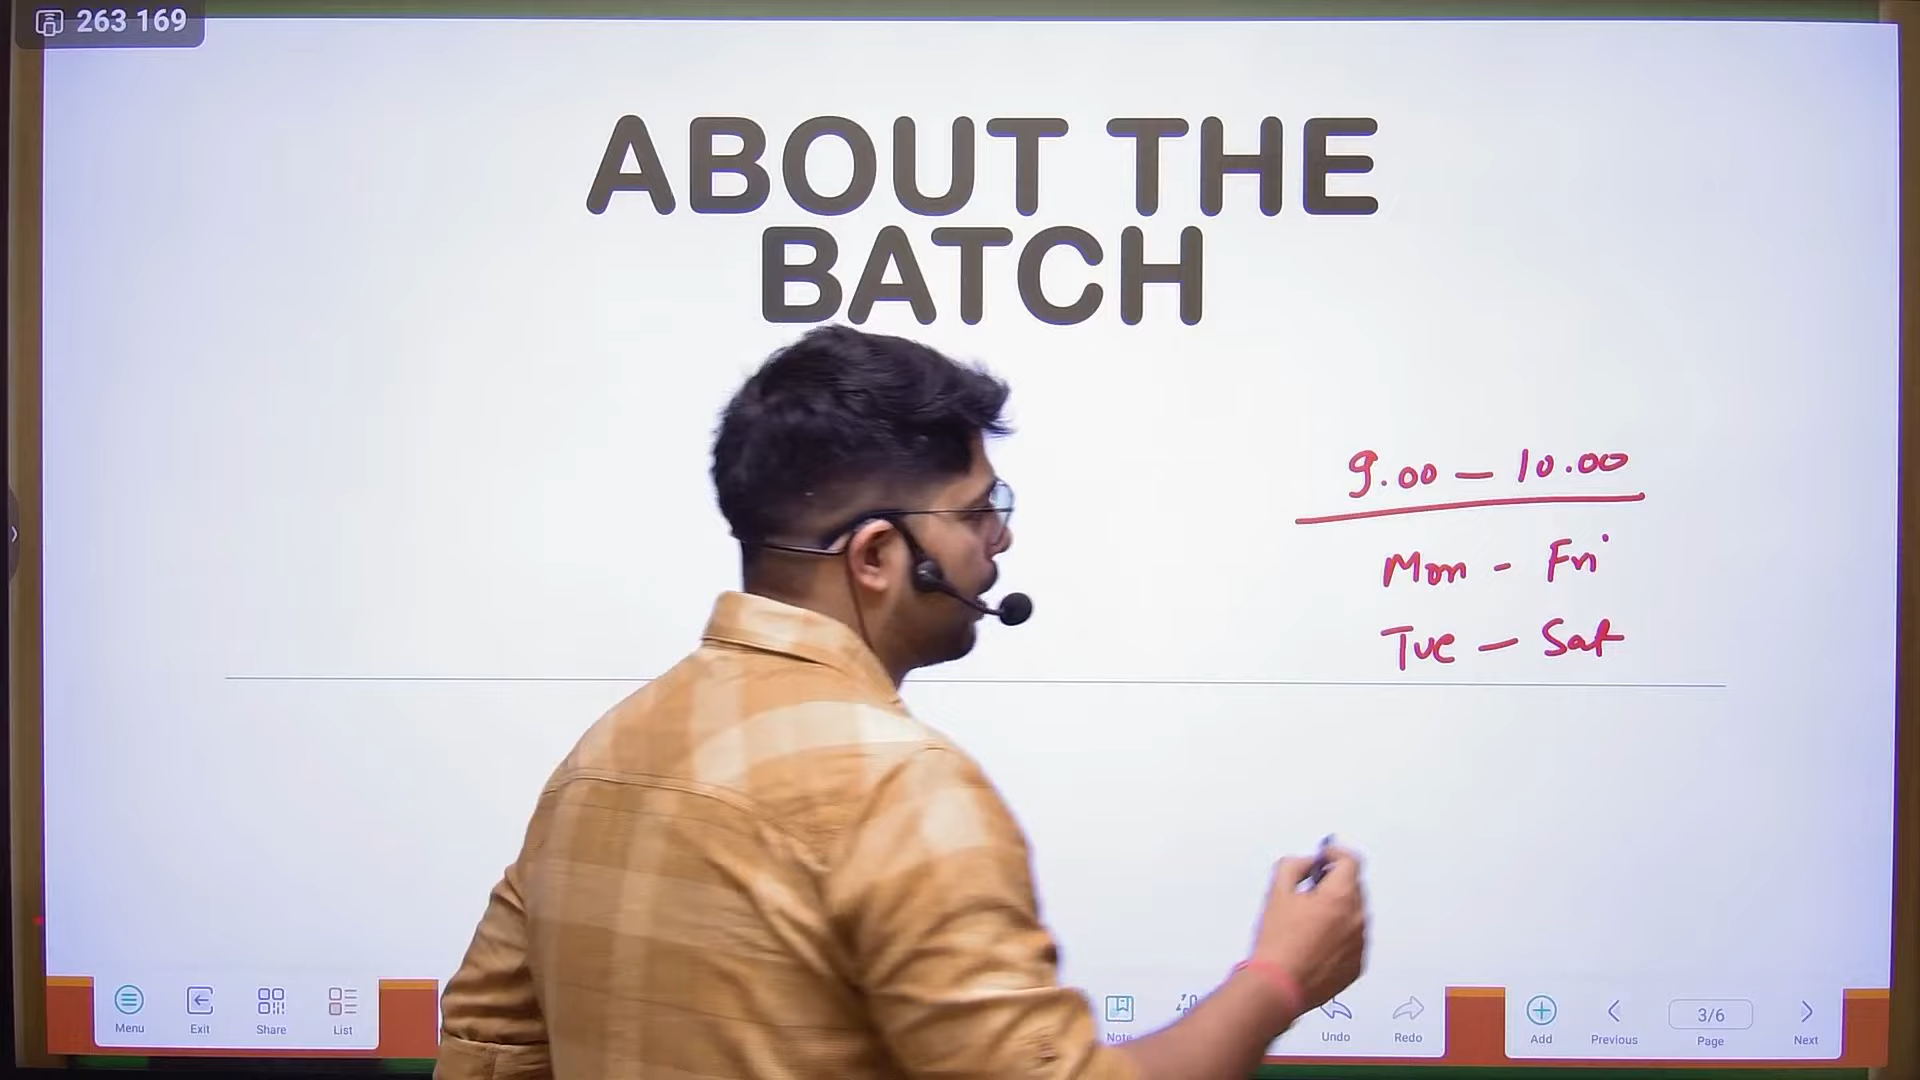 263 169
ABOUT THE
BATCH
9.00 — 10.00
Mon - Fri
Tue — Sat
Menu
Exit
Share
List
Note
Undo
Redo
Add
Previous
3/6
Page
Next